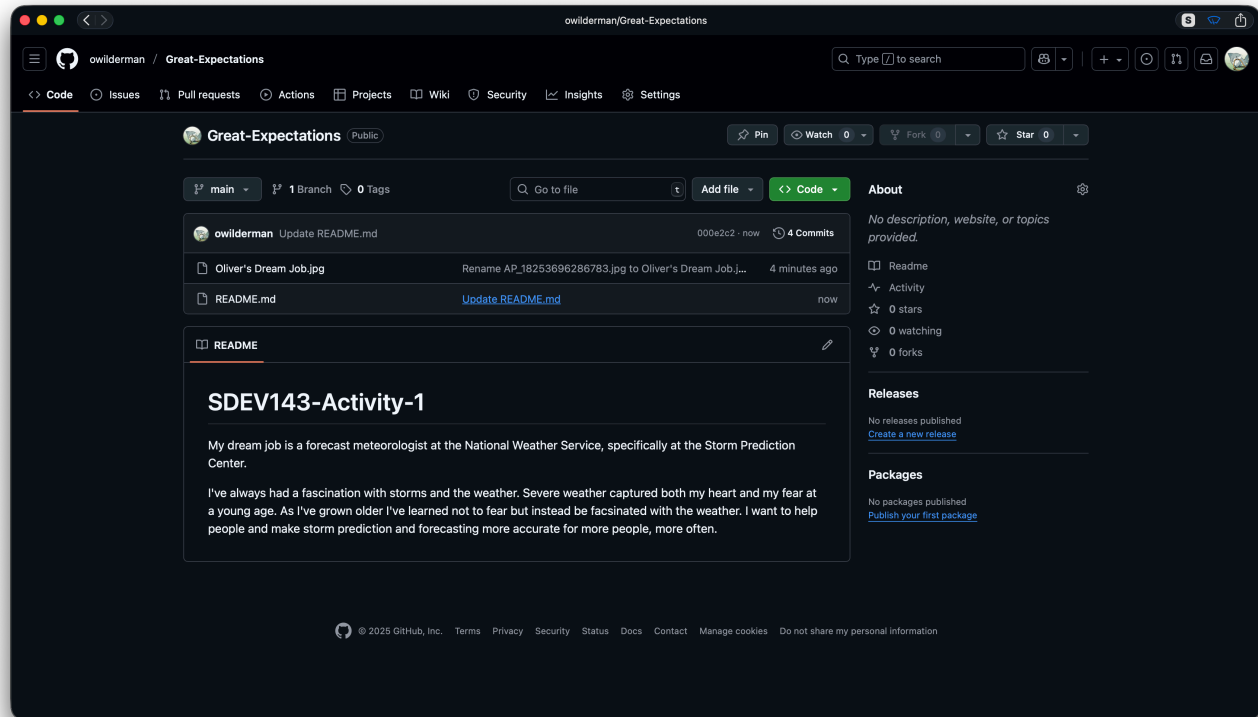 owilderman/Great-Expectations
S
owilderman / Great-Expectations
Type / to search
Code Issues Pull requests Actions Projects Wiki Security Insights Settings
Great-Expectations Public
Pin Watch 0 Fork 0 Star 0
main 1 Branch 0 Tags Go to file t Add file Code
owilderman Update README.md 000e2c2 · now 4 Commits
Oliver's Dream Job.jpg Rename AP_18253696286783.jpg to Oliver's Dream Job.j... 4 minutes ago
README.md Update README.md now
README
SDEV143-Activity-1
My dream job is a forecast meteorologist at the National Weather Service, specifically at the Storm Prediction
Center.
I've always had a fascination with storms and the weather. Severe weather captured both my heart and my fear at
a young age. As I've grown older I've learned not to fear but instead be facsinated with the weather. I want to help
people and make storm prediction and forecasting more accurate for more people, more often.
About
No description, website, or topics
provided.
Readme
Activity
0 stars
0 watching
0 forks
Releases
No releases published
Create a new release
Packages
No packages published
Publish your first package
© 2025 GitHub, Inc. Terms Privacy Security Status Docs Contact Manage cookies Do not share my personal information